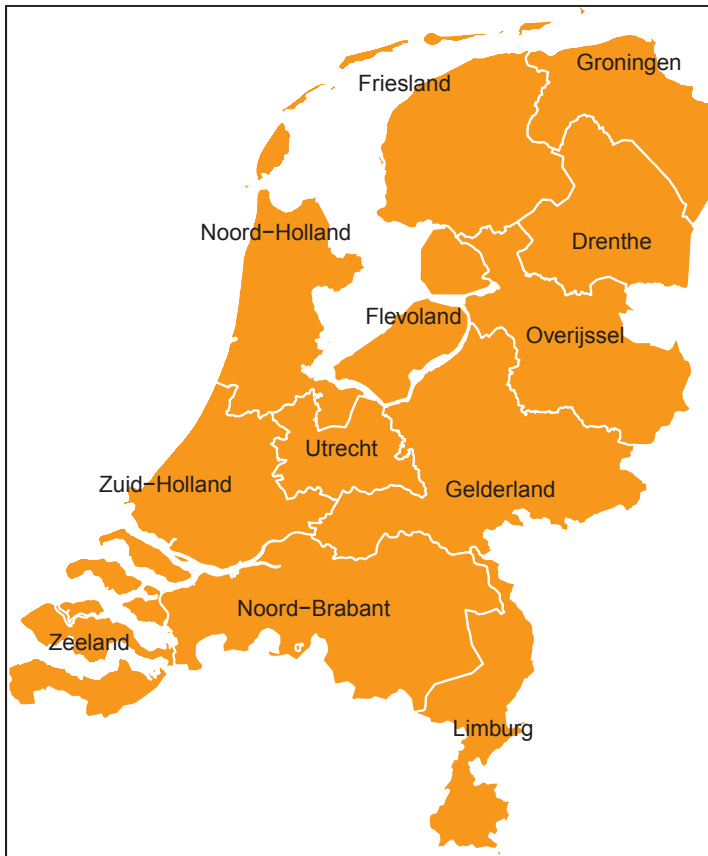 Groningen
Friesland
Noord−Holland
Drenthe
Flevoland
Overijssel
Utrecht
Zuid−Holland
Gelderland
Noord−Brabant
Zeeland
Limburg